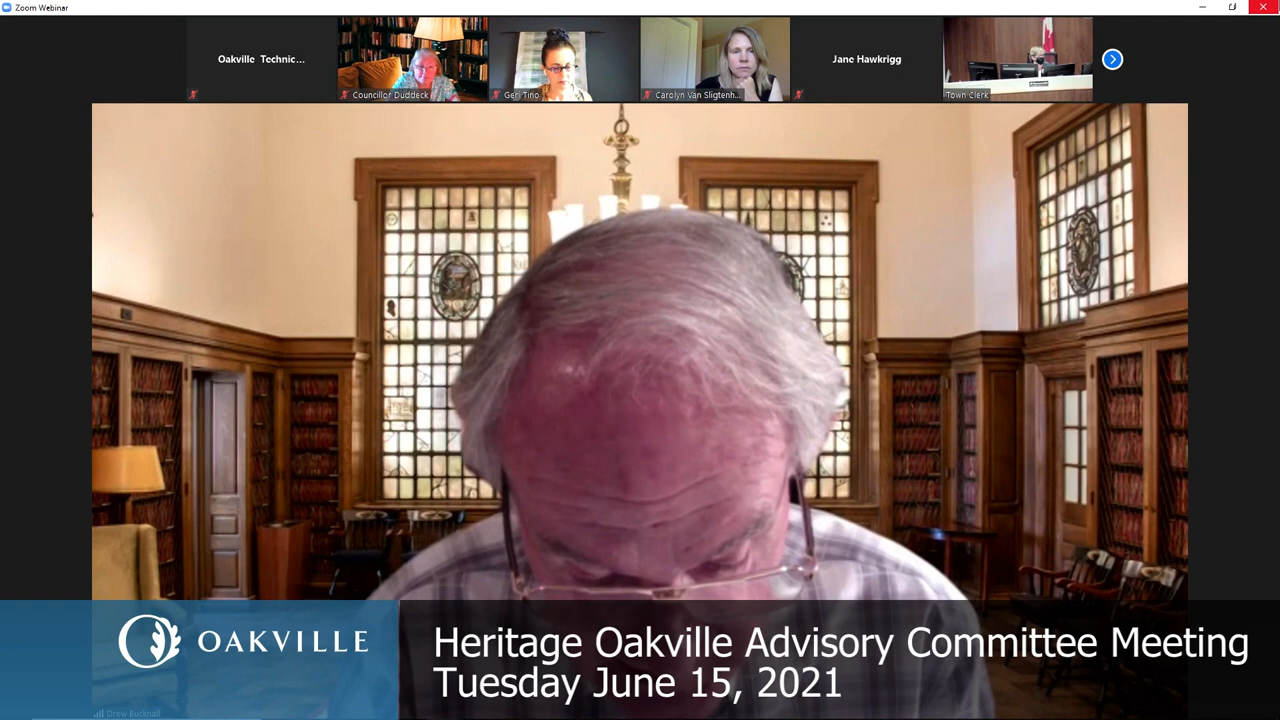 Zoom Webinar
Oakville Technic...
Councillor Duddeck
Geri Tino
Carolyn Van Sligtenh...
Jane Hawkrigg
Town Clerk
OAKVILLE
Heritage Oakville Advisory Committee Meeting
Tuesday June 15, 2021
Drew Bucknall